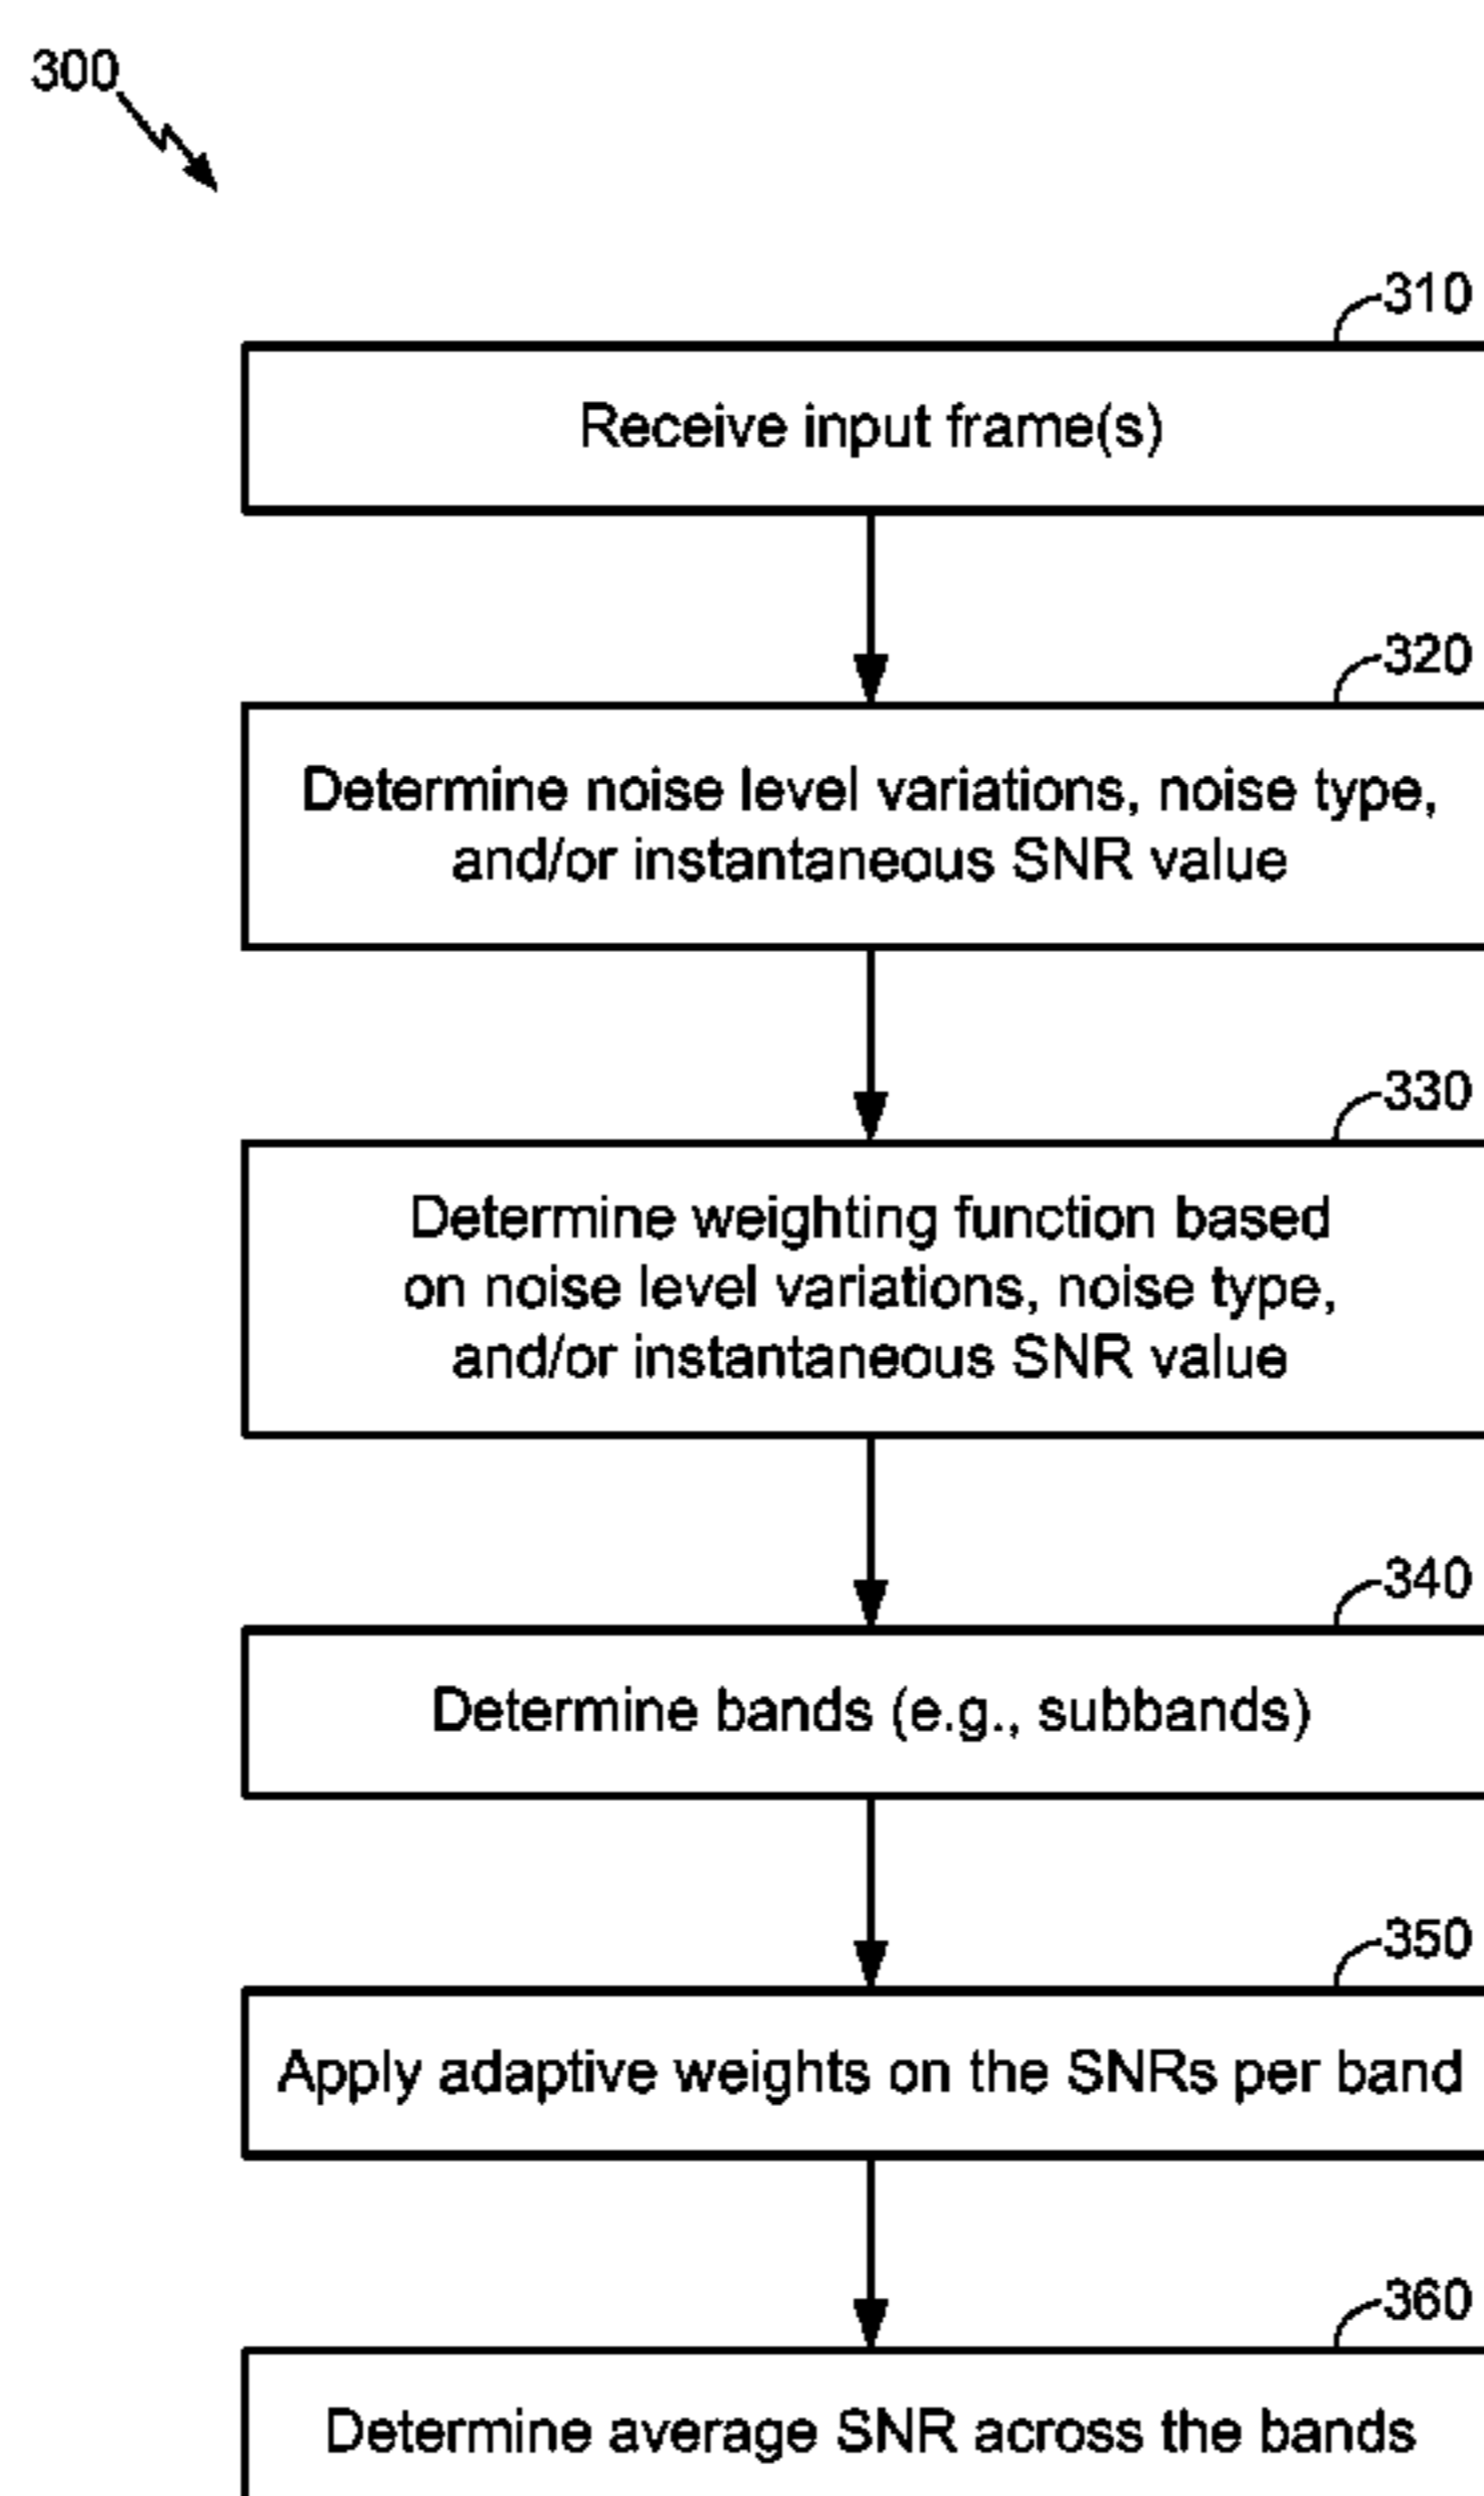 300
310
Receive input frame(s)
320
Determine noise level variations, noise type,
and/or instantaneous SNR value
330
Determine weighting function based
on noise level variations, noise type,
and/or instantaneous SNR value
340
Determine bands (e.g., subbands)
350
Apply adaptive weights on the SNRs per band
360
Determine average SNR across the bands